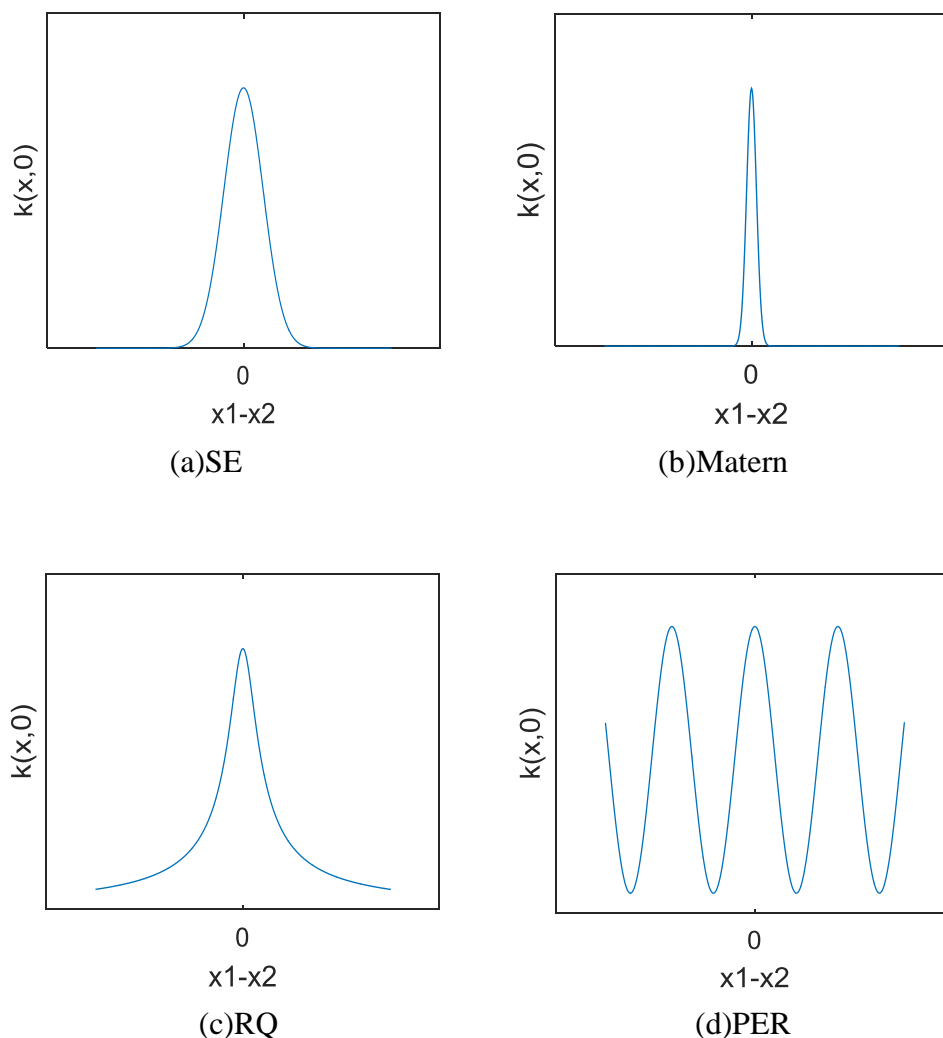 k(x,0)
0
x1-x2
(a)SE
k(x,0)
0
x1-x2
(b)Matern
k(x,0)
0
x1-x2
(c)RQ
k(x,0)
0
x1-x2
(d)PER